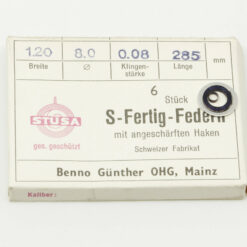 1.20 8.0 0.08 285 mm
Breite Ø Klingen- Länge
stärke
6 Stück
STUSA
S-Fertig-Federn
ges. geschützt
mit angeschärften Haken
Schweizer Fabrikat
Benno Günther OHG, Mainz
Kaliber: